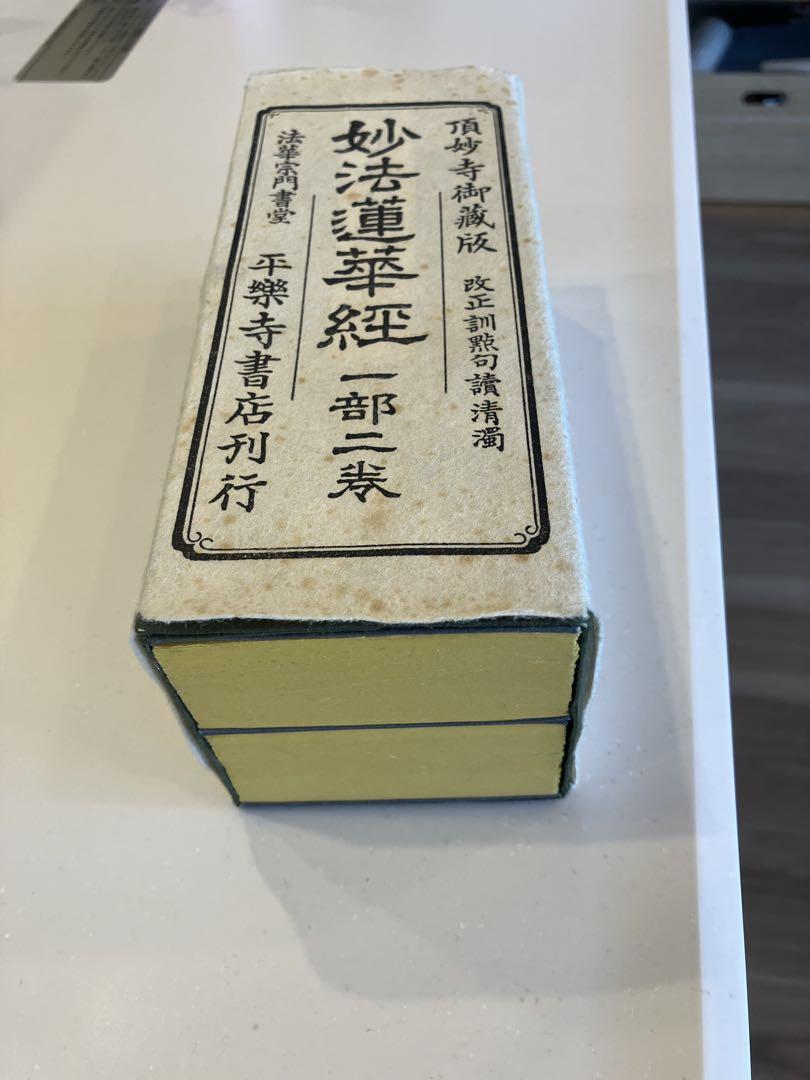 頂妙寺御藏版 改正訓點句讀清濁
妙法蓮華經一部二卷
法華宗門書堂 平樂寺書店刊行